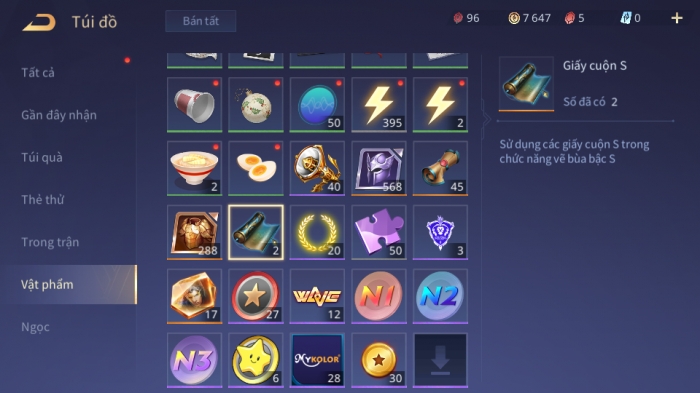 Túi đồ
Bán tất
96
7 647
5
0
Tất cả
Gần đây nhận
Túi quà
Thẻ thử
Trong trận
Vật phẩm
Ngọc
50
395
2
2
40
568
45
288
2
20
50
3
17
27
WAVE
N1
N2
N3
6
MYKOLOR
28
30
Giấy cuộn S
Số đã có 2
Sử dụng các giấy cuộn S trong
chức năng vẽ bùa bậc S